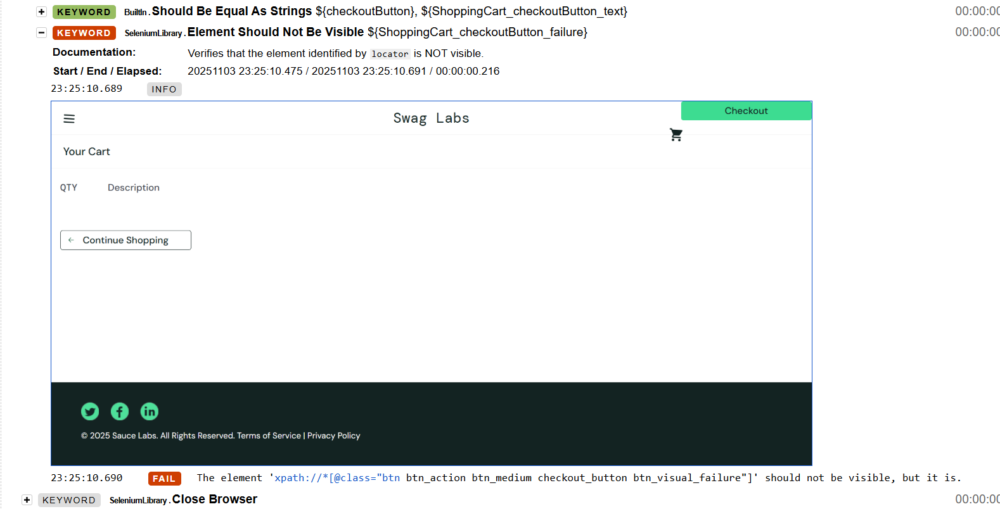 + KEYWORD BuiltIn.Should Be Equal As Strings ${checkoutButton}, ${ShoppingCart_checkoutButton_text} 00:00:00
− KEYWORD SeleniumLibrary.Element Should Not Be Visible ${ShoppingCart_checkoutButton_failure} 00:00:00
Documentation: Verifies that the element identified by locator is NOT visible.
Start / End / Elapsed: 20251103 23:25:10.475 / 20251103 23:25:10.691 / 00:00:00.216
23:25:10.689 INFO
Checkout
Swag Labs
Your Cart
QTY Description
← Continue Shopping
© 2025 Sauce Labs. All Rights Reserved. Terms of Service | Privacy Policy
23:25:10.690 FAIL The element 'xpath://*[@class="btn btn_action btn_medium checkout_button btn_visual_failure"]' should not be visible, but it is.
+ KEYWORD SeleniumLibrary.Close Browser 00:00:00